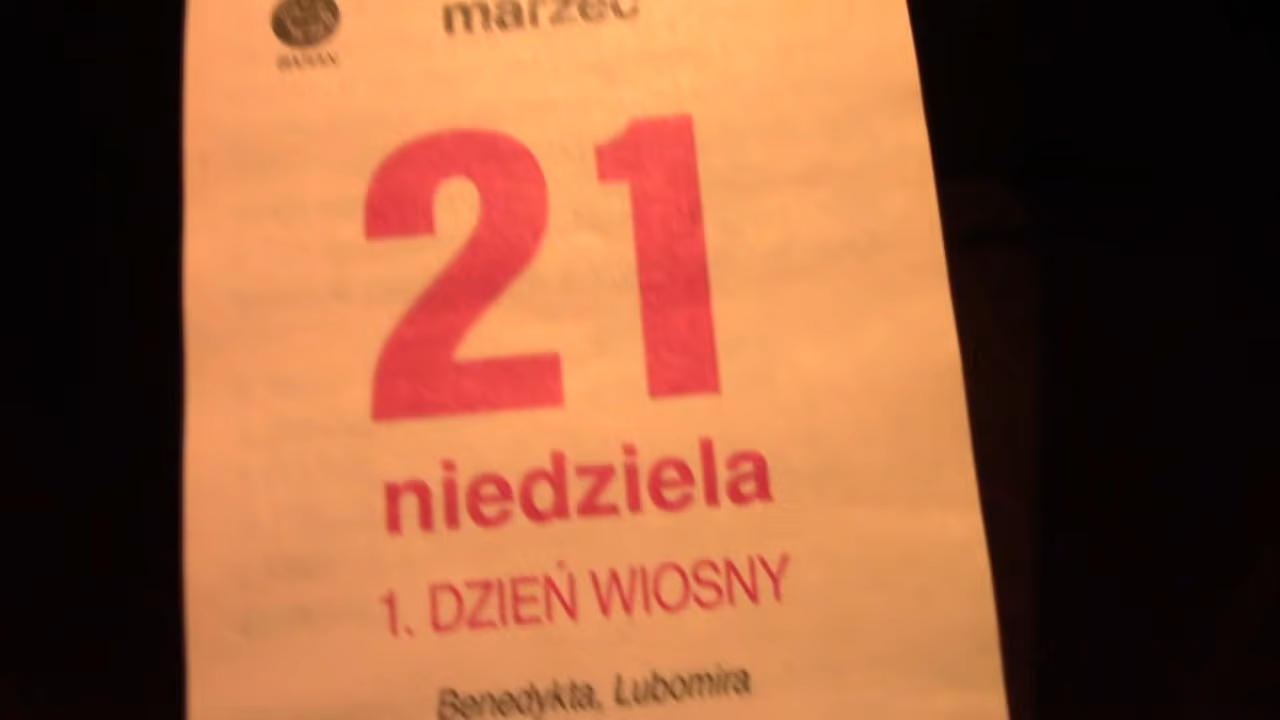 marzec
21
niedziela
1. DZIEŃ WIOSNY
Benedykta, Lubomira